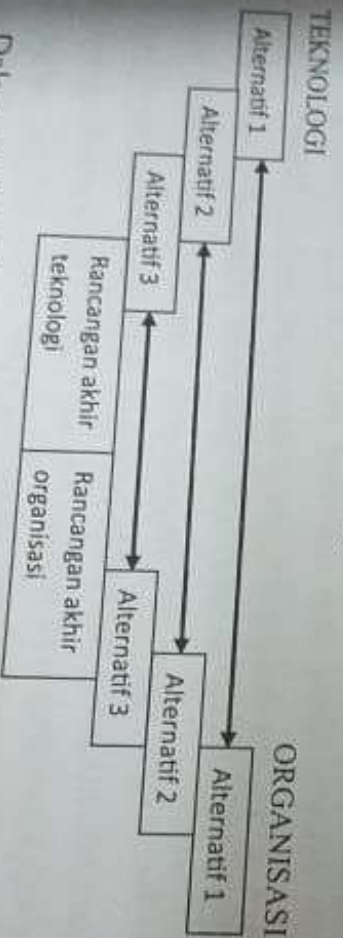 TEKNOLOGI
ORGANISASI
Alternatif 1
Alternatif 1
Alternatif 2
Alternatif 2
Alternatif 3
Alternatif 3
Rancangan akhir
teknologi
Rancangan akhir
organisasi